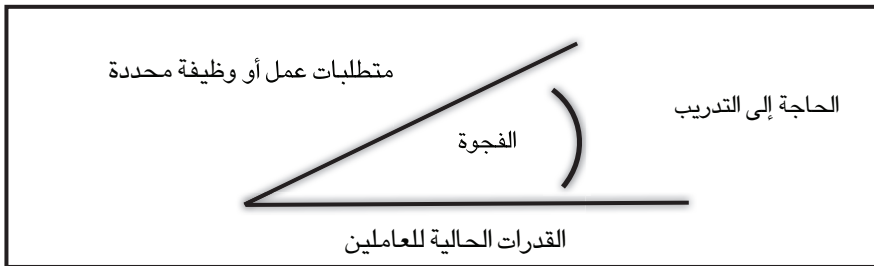 متطلبات عمل أو وظيفة محددة
الحاجة إلى التدريب
الفجوة
القدرات الحالية للعاملين